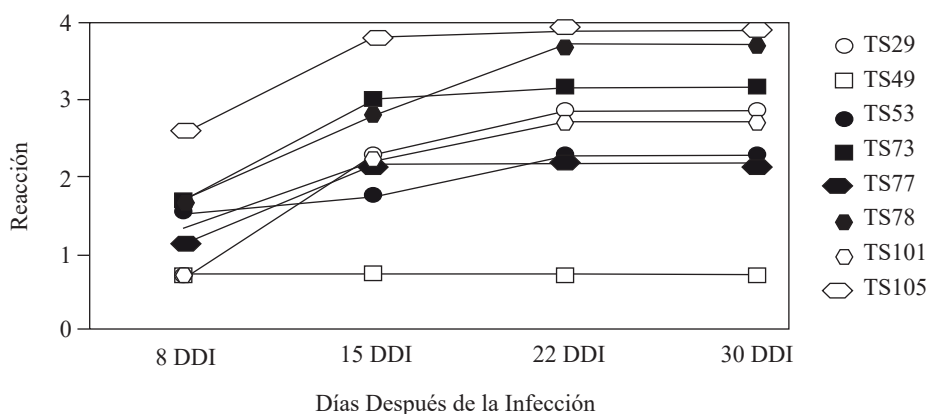 4
3
2
1
0
Reacción
8 DDI 15 DDI 22 DDI 30 DDI
Días Después de la Infección
TS29
TS49
TS53
TS73
TS77
TS78
TS101
TS105